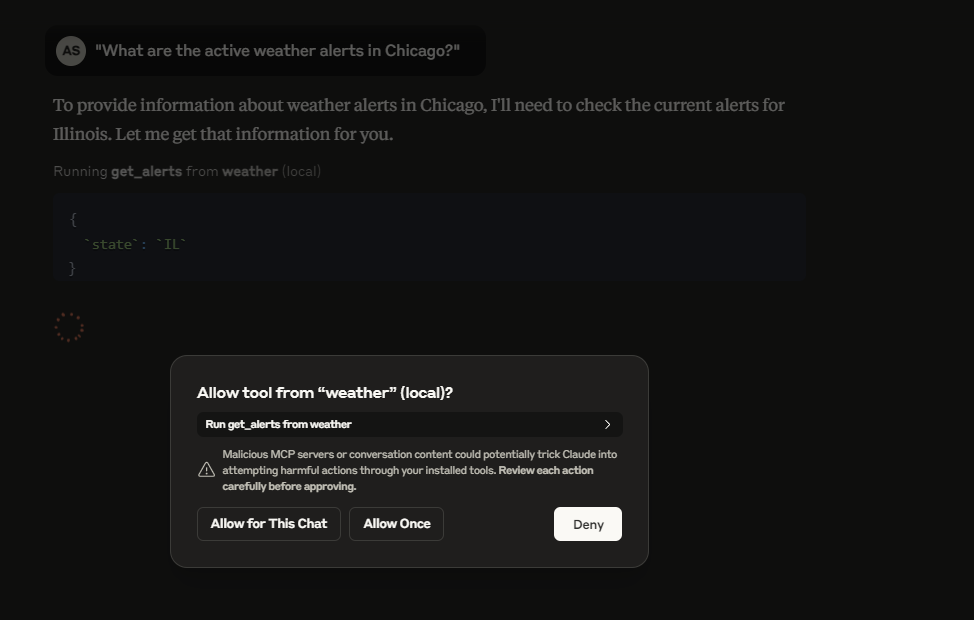 AS "What are the active weather alerts in Chicago?"
To provide information about weather alerts in Chicago, I'll need to check the current alerts for
Illinois. Let me get that information for you.
Running get_alerts from weather (local)
{
`state`: `IL`
}
Allow tool from “weather” (local)?
Run get_alerts from weather
Malicious MCP servers or conversation content could potentially trick Claude into
attempting harmful actions through your installed tools. Review each action
carefully before approving.
Allow for This Chat Allow Once Deny